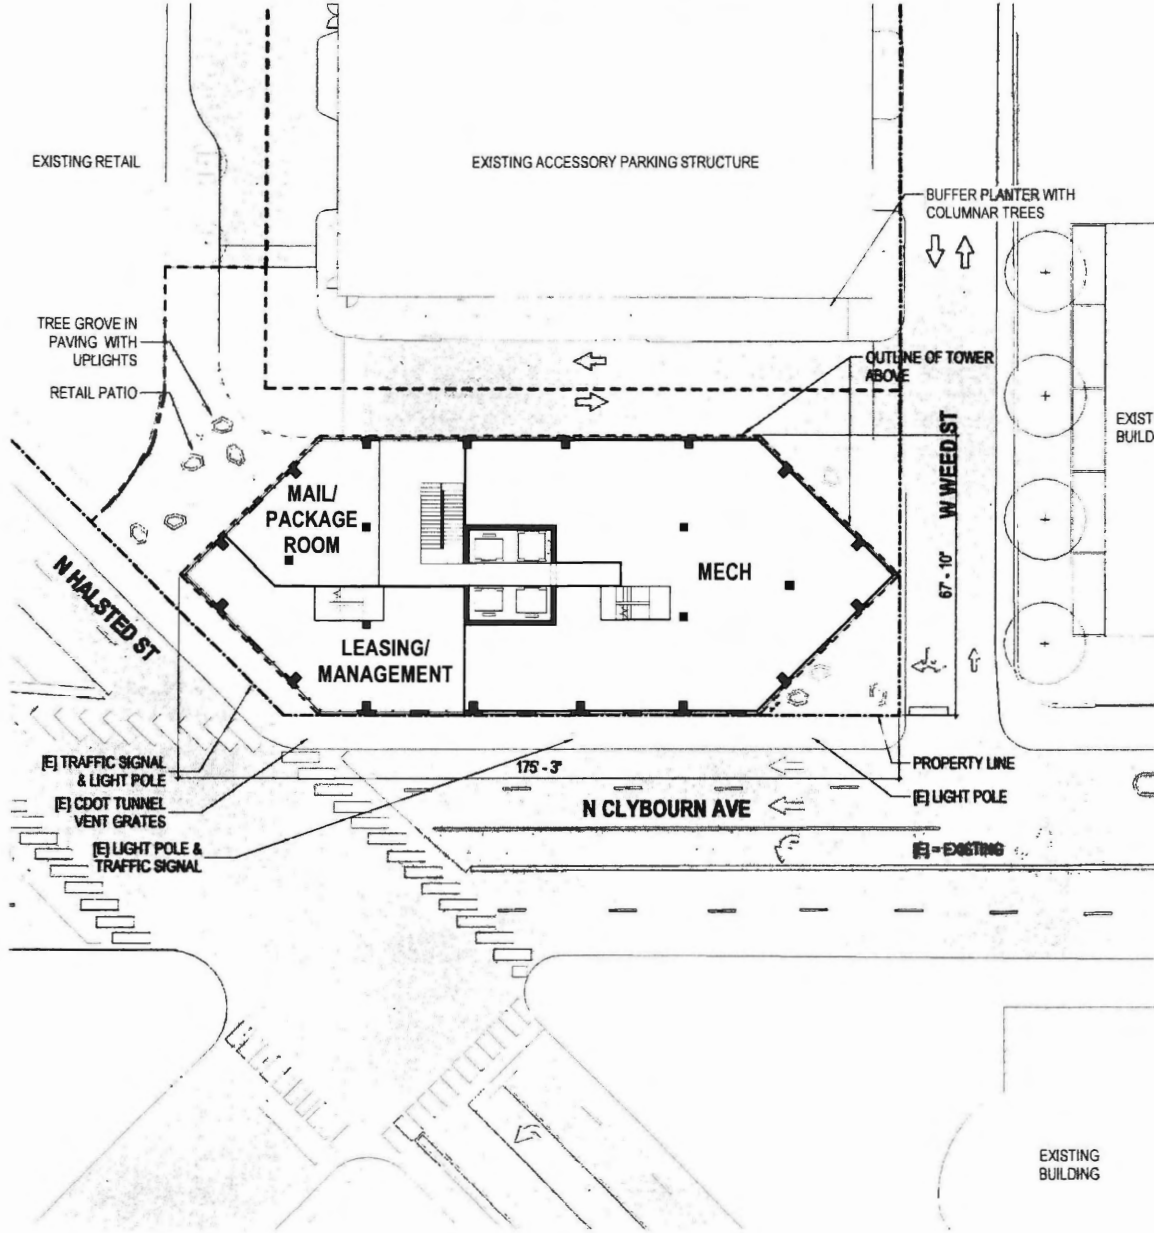 EXISTING RETAIL
EXISTING ACCESSORY PARKING STRUCTURE
BUFFER PLANTER WITH
COLUMNAR TREES
TREE GROVE IN
PAVING WITH
UPLIGHTS
RETAIL PATIO
OUTLINE OF TOWER
ABOVE
EXIST
BUILD
W WEED ST
67' - 10"
MAIL/
PACKAGE
ROOM
MECH
N HALSTED ST
LEASING/
MANAGEMENT
[E] TRAFFIC SIGNAL
& LIGHT POLE
175' - 3"
PROPERTY LINE
[E] CDOT TUNNEL
VENT GRATES
N CLYBOURN AVE
[E] LIGHT POLE
[E] LIGHT POLE &
TRAFFIC SIGNAL
[E] = EXISTING
EXISTING
BUILDING